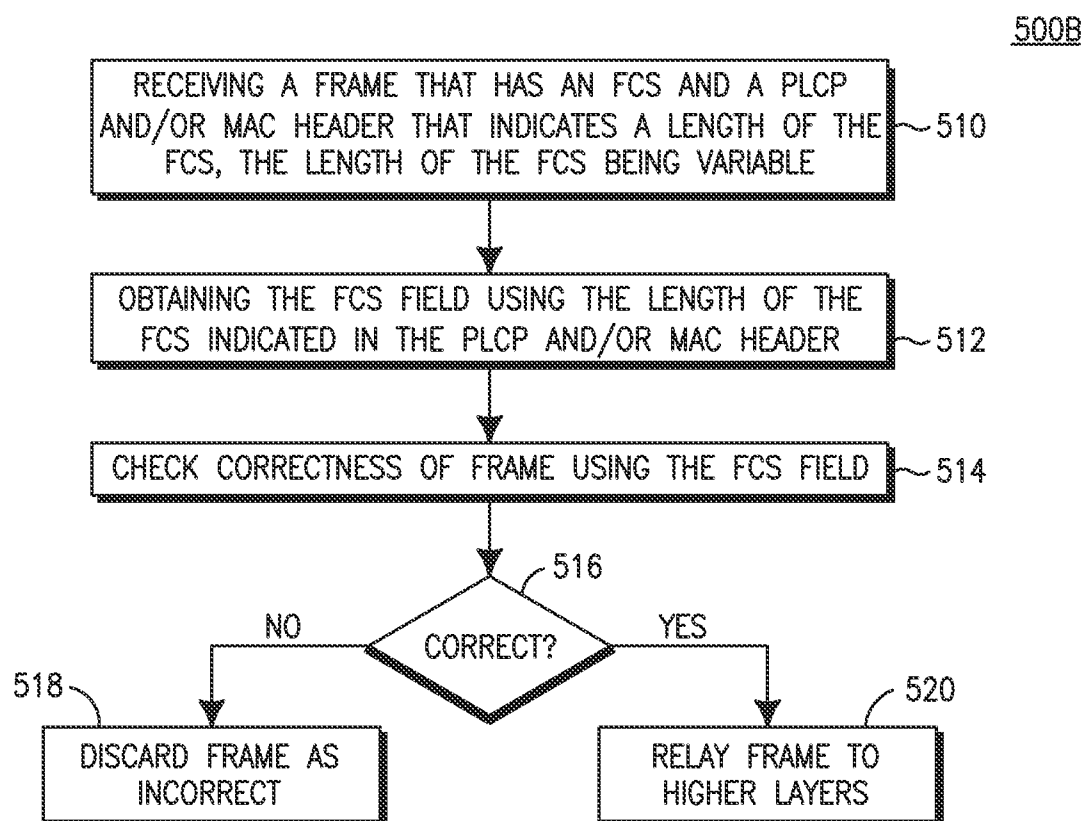 500B
RECEIVING A FRAME THAT HAS AN FCS AND A PLCP
AND/OR MAC HEADER THAT INDICATES A LENGTH OF THE
FCS, THE LENGTH OF THE FCS BEING VARIABLE
510
OBTAINING THE FCS FIELD USING THE LENGTH OF THE
FCS INDICATED IN THE PLCP AND/OR MAC HEADER
512
CHECK CORRECTNESS OF FRAME USING THE FCS FIELD
514
516
CORRECT?
NO
YES
518
DISCARD FRAME AS
INCORRECT
520
RELAY FRAME TO
HIGHER LAYERS